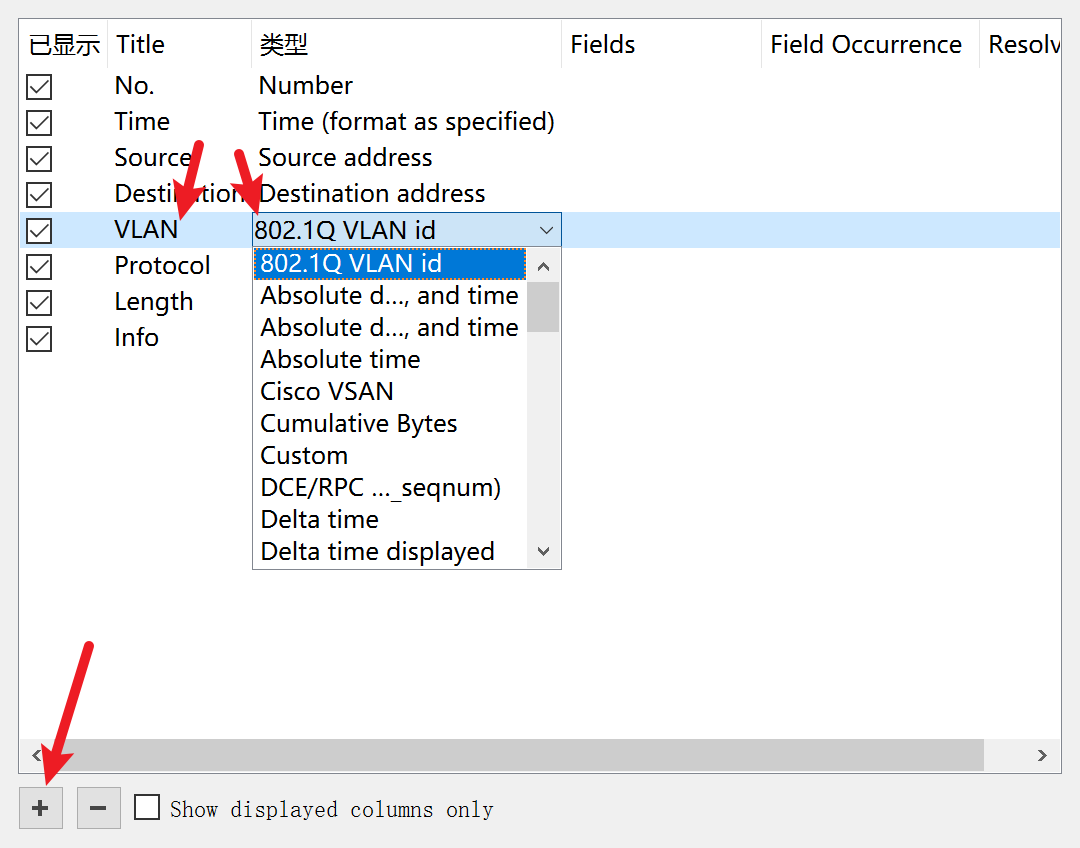 已显示 Title 类型 Fields Field Occurrence Resolv
No. Number
Time Time (format as specified)
Source Source address
Destination Destination address
VLAN 802.1Q VLAN id
Protocol 802.1Q VLAN id
Length Absolute d..., and time
Info Absolute d..., and time
Absolute time
Cisco VSAN
Cumulative Bytes
Custom
DCE/RPC ..._seqnum)
Delta time
Delta time displayed
Show displayed columns only